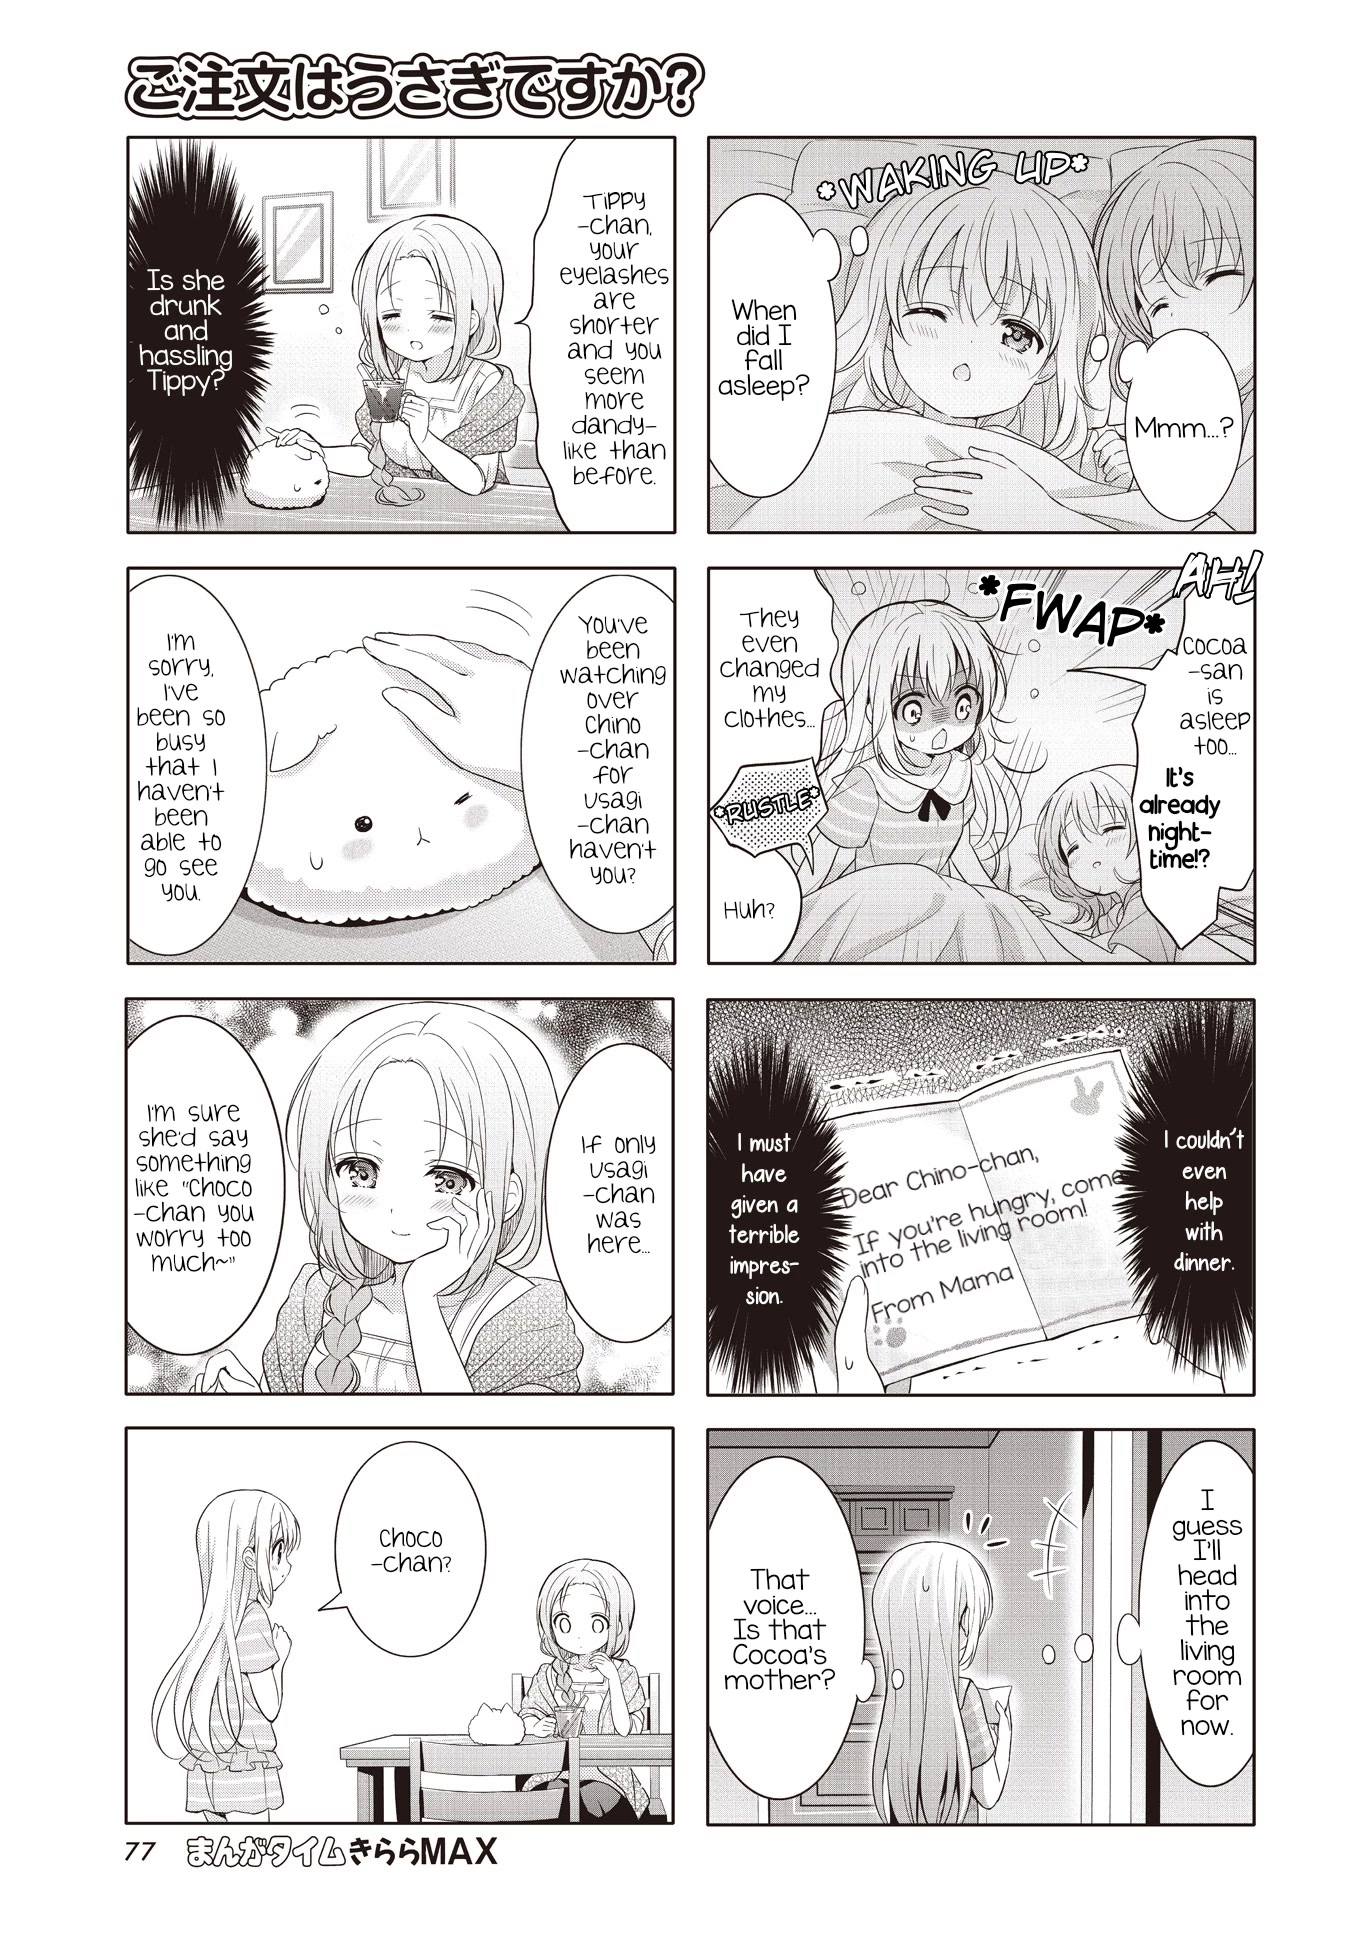 ご注文はうさぎですか?
*WAKING UP*
When
did I
fall
asleep?
Mmm...?
AH!
*FWAP*
Cocoa
-san
is
asleep
too...
It's
already
night-
time!?
They
even
changed
my
clothes...
*RUSTLE*
Huh?
I couldn't
even
help
with
dinner.
Dear Chino-chan,
If you're hungry, come
into the living room!
From Mama
I must
have
given a
terrible
impres-
sion.
I
guess
I'll
head
into
the
living
room
for
now.
That
voice...
Is that
Cocoa's
mother?
Tippy
-chan,
your
eyelashes
are
shorter
and you
seem
more
dandy-
like than
before.
Is she
drunk
and
hassling
Tippy?
You've
been
watching
over
Chino
-chan
for
Usagi
-chan
haven't
you?
I'm
sorry,
I've
been so
busy
that I
haven't
been
able to
go see
you.
If only
Usagi
-chan
was
here...
I'm sure
she'd say
something
like "Choco
-chan you
worry too
much~"
Choco
-chan?
77 まんがタイムきららMAX